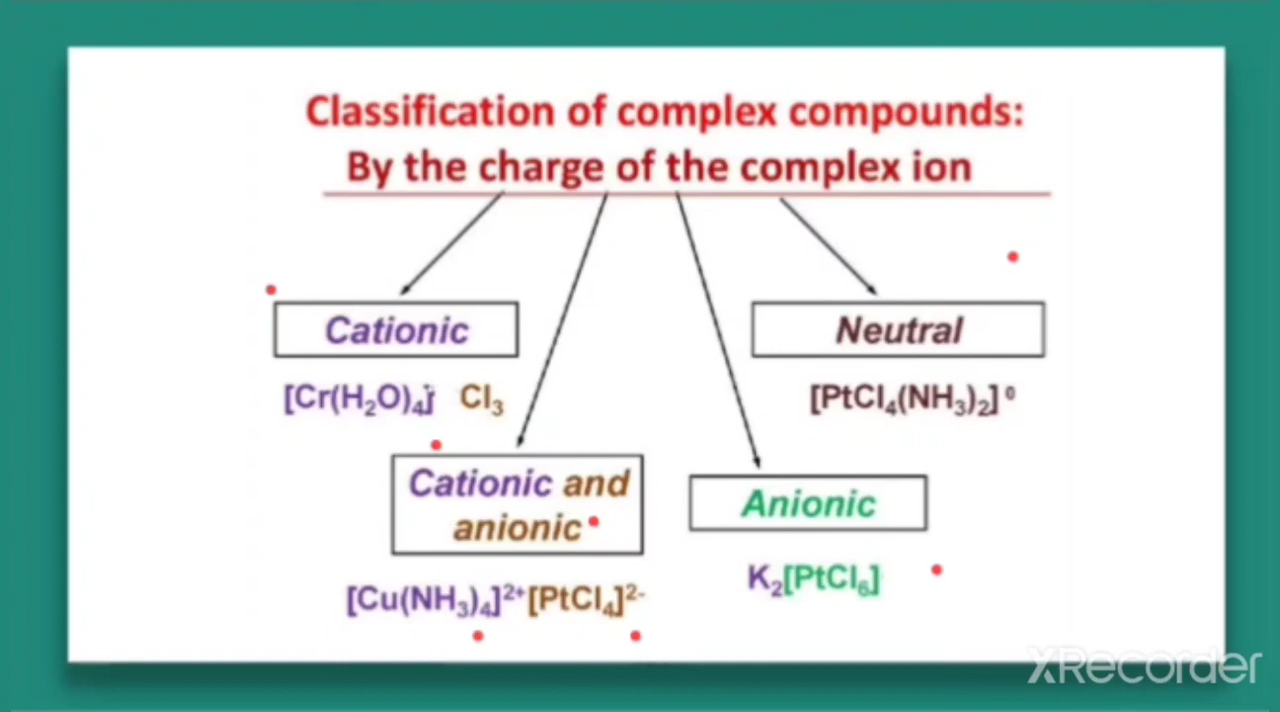 Classification of complex compounds:
By the charge of the complex ion
Cationic
[Cr(H₂O)₄] Cl₃
Neutral
[PtCl₄(NH₃)₂]⁰
Cationic and
anionic
[Cu(NH₃)₄]²⁺[PtCl₄]²⁻
Anionic
K₂[PtCl₆]
XRecorder